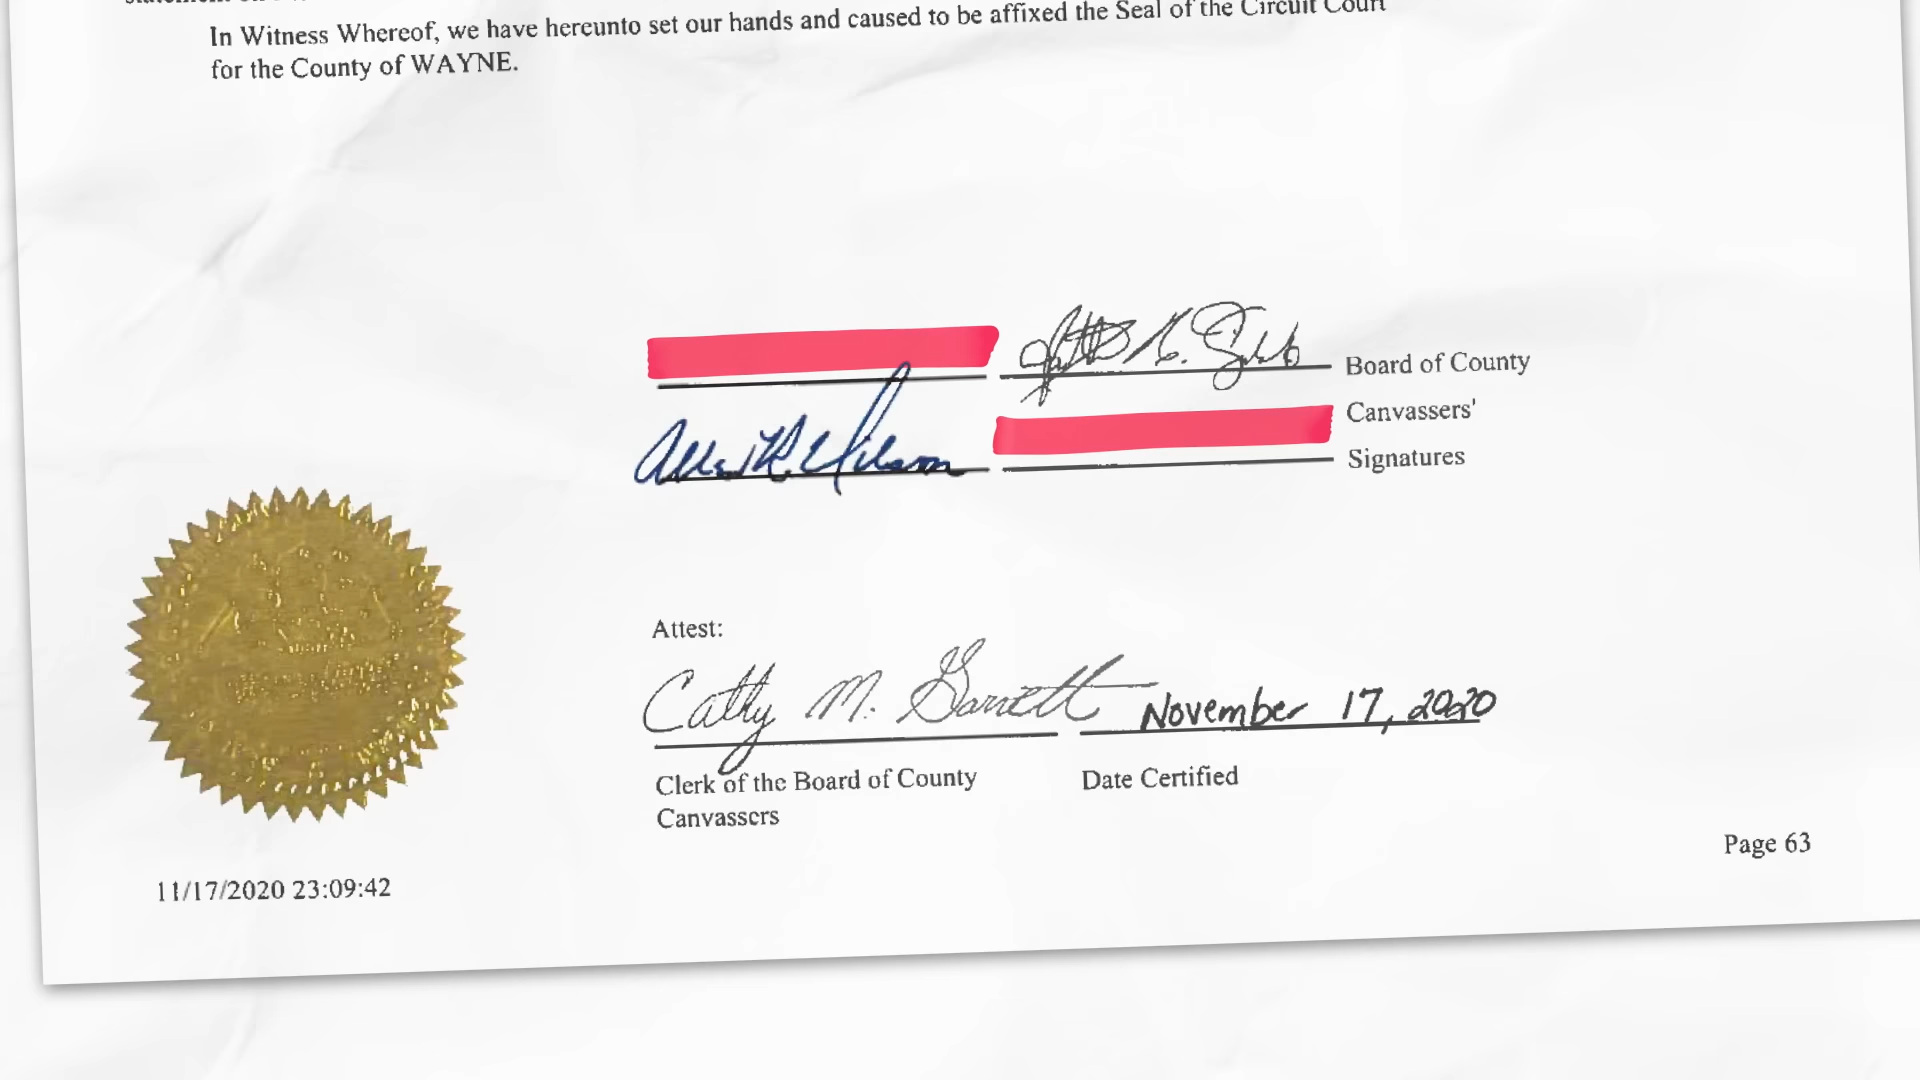 In Witness Whereof, we have hereunto set our hands and caused to be affixed the Seal of the Circuit Court
for the County of WAYNE.
Board of County
Canvassers'
Wilson
Signatures
Attest:
Cathy M. Garrett November 17, 2020
Clerk of the Board of County
Canvassers
Date Certified
Page 63
11/17/2020 23:09:42